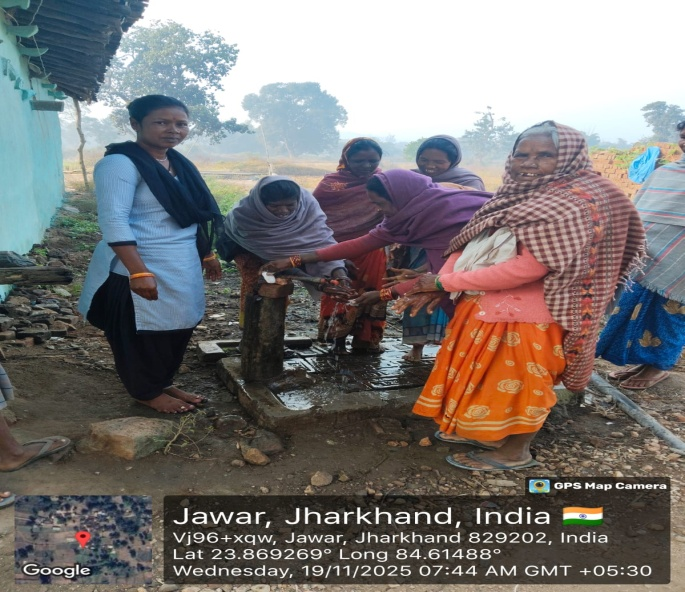 GPS Map Camera
Jawar, Jharkhand, India
Vj96+xqw, Jawar, Jharkhand 829202, India
Lat 23.869269° Long 84.61488°
Wednesday, 19/11/2025 07:44 AM GMT +05:30
Google